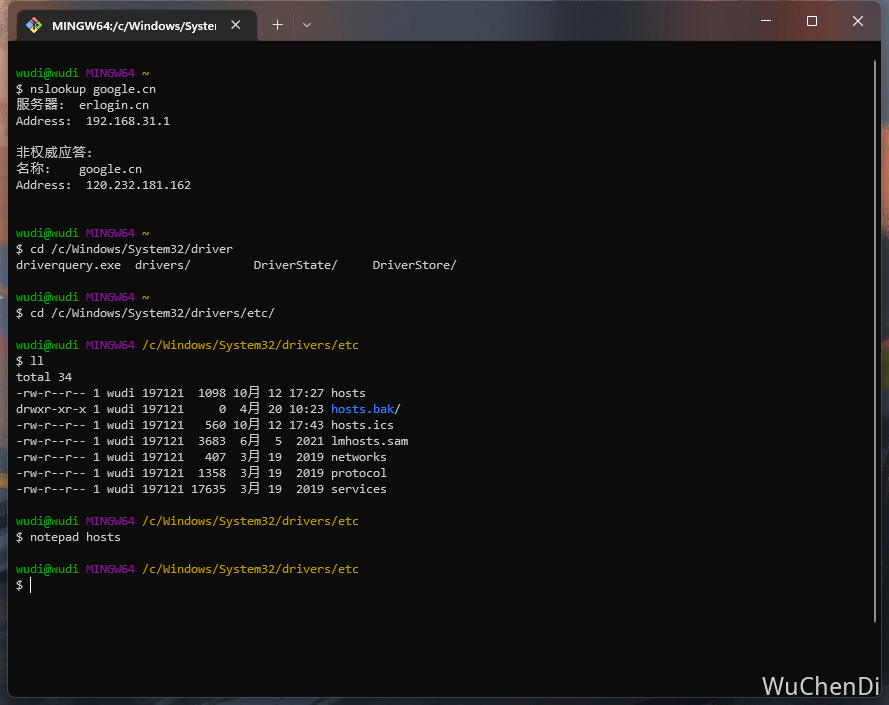 MINGW64:/c/Windows/Syster
wudi@wudi MINGW64 ~
$ nslookup google.cn
服务器:  erlogin.cn
Address:  192.168.31.1
非权威应答:
名称:    google.cn
Address:  120.232.181.162
wudi@wudi MINGW64 ~
$ cd /c/Windows/System32/driver
driverquery.exe  drivers/         DriverState/     DriverStore/
wudi@wudi MINGW64 ~
$ cd /c/Windows/System32/drivers/etc/
wudi@wudi MINGW64 /c/Windows/System32/drivers/etc
$ ll
total 34
-rw-r--r-- 1 wudi 197121  1098 10月 12 17:27 hosts
drwxr-xr-x 1 wudi 197121     0  4月 20 10:23 hosts.bak/
-rw-r--r-- 1 wudi 197121   560 10月 12 17:43 hosts.ics
-rw-r--r-- 1 wudi 197121  3683  6月  5  2021 lmhosts.sam
-rw-r--r-- 1 wudi 197121   407  3月 19  2019 networks
-rw-r--r-- 1 wudi 197121  1358  3月 19  2019 protocol
-rw-r--r-- 1 wudi 197121 17635  3月 19  2019 services
wudi@wudi MINGW64 /c/Windows/System32/drivers/etc
$ notepad hosts
wudi@wudi MINGW64 /c/Windows/System32/drivers/etc
$
WuChenDi